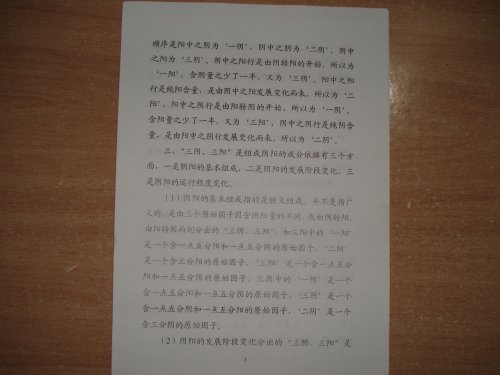 顺序是阳中之阴为‘一阴’，阴中之阴为‘二阴’，阴中
之阳为‘三阴’，阴中之阳行是由阴转阳的开始，所以为
‘一阳’，含阴量之少了一半，又为‘三阴’，阳中之阳
行是纯阳含量，是由阴中之阳发展变化而来，所以为‘二
阳’，阳中之阴行是由阳转阴的开始，所以为‘一阴’，
含阳量之少了一半，又为‘三阳’，阴中之阴行是纯阴含
量，是由阳中之阴行发展变化而来，所以为‘二阴’。
三，“三阴，三阳”是组成阴阳的成分依据有三个方
面，一是阴阳的基本组成，二是阴阳的发展阶段变化，三
是阴阳的运行程度变化。
（1）阴阳的基本组成指的是狭义组成，并不是指广
义的，是由三个原始因子因含阴阳量的不同，或由阴转阳，
由阳转阴而划分出的“三阴，三阳”，如三阳中的‘一阳’
是一个含一点五分阳和一点五分阴的原始因子，‘二阳’
是一个含三分阳的原始因子，‘三阳’是一个含一点五分
阳和一点五分阴的原始因子，三阴中的‘一阴’是一个
含一点五分阳和一点五分阴的原始因子，‘三阴’是一个
含一点五分阴和一点五分阳的原始因子，‘二阴’是一个
含三分阴的原始因子。
（2）阴阳的发展阶段变化分出的“三阴，三阳”是